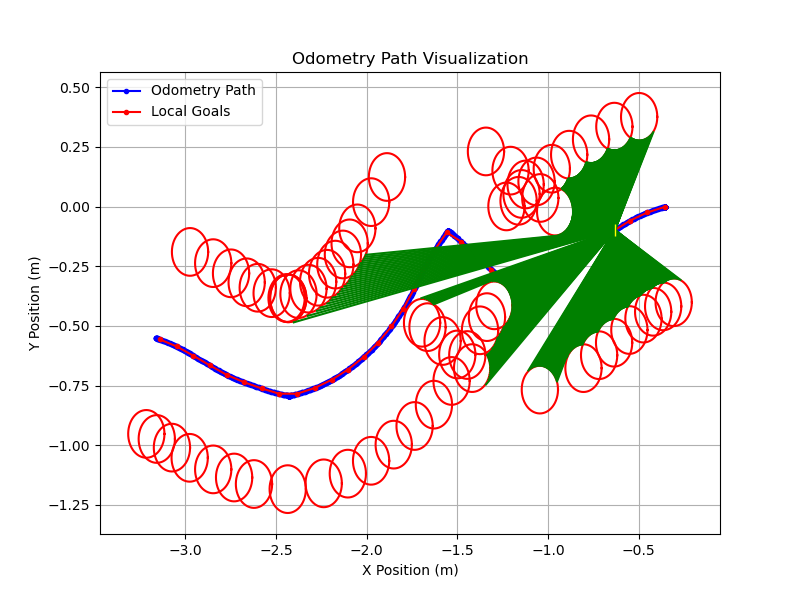 Odometry Path Visualization
Odometry Path
Local Goals
0.50
0.25
0.00
−0.25
−0.50
−0.75
−1.00
−1.25
Y Position (m)
−3.0 −2.5 −2.0 −1.5 −1.0 −0.5
X Position (m)